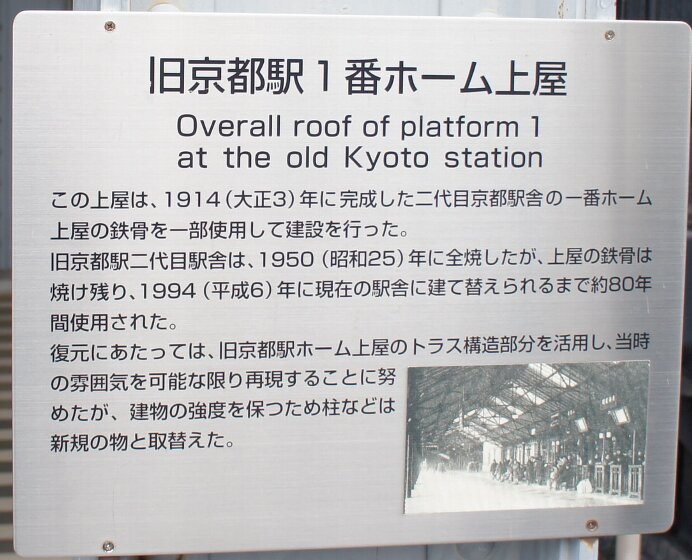 旧京都駅1番ホーム上屋
Overall roof of platform 1
at the old Kyoto station
この上屋は、1914(大正3)年に完成した二代目京都駅舎の一番ホーム
上屋の鉄骨を一部使用して建設を行った。
旧京都駅二代目駅舎は、1950(昭和25)年に全焼したが、上屋の鉄骨は
焼け残り、1994(平成6)年に現在の駅舎に建て替えられるまで約80年
間使用された。
復元にあたっては、旧京都駅ホーム上屋のトラス構造部分を活用し、当時
の雰囲気を可能な限り再現することに努
めたが、建物の強度を保つため柱などは
新規の物と取替えた。